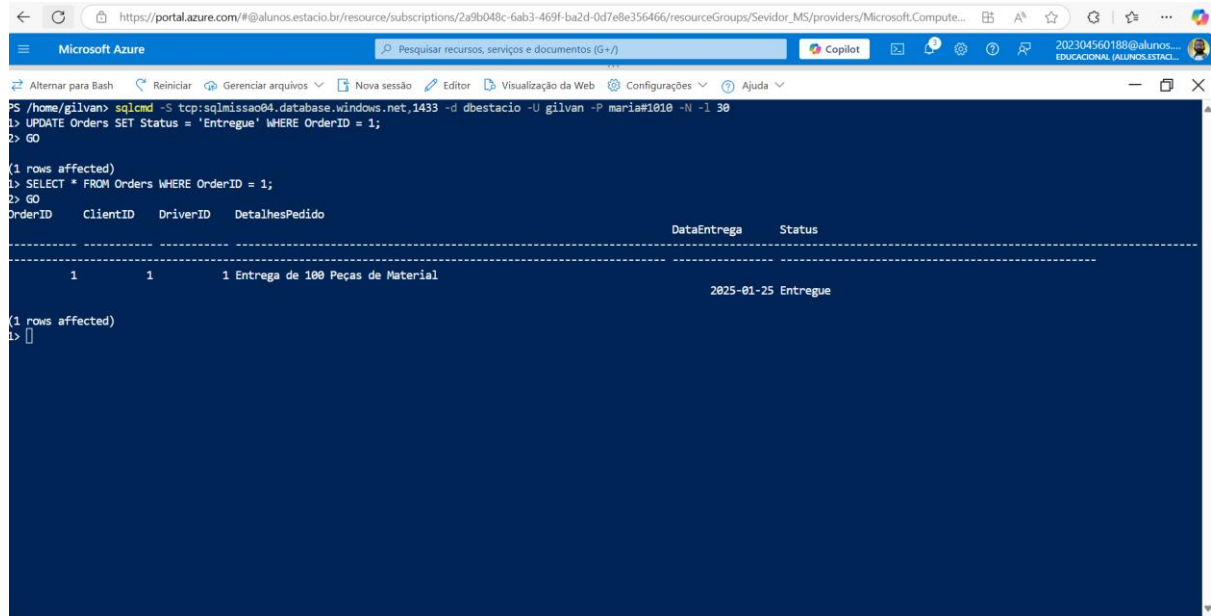 https://portal.azure.com/#@alunos.estacio.br/resource/subscriptions/2a9b048c-6ab3-469f-ba2d-0d7e8e356466/resourceGroups/Sevidor_MS/providers/Microsoft.Compute...
Microsoft Azure
Pesquisar recursos, serviços e documentos (G+/)
Copilot
3
202304560188@alunos....
EDUCACIONAL (ALUNOS.ESTACI...
Alternar para Bash Reiniciar Gerenciar arquivos Nova sessão Editor Visualização da Web Configurações Ajuda
PS /home/gilvan> sqlcmd -S tcp:sqlmissao04.database.windows.net,1433 -d dbestacio -U gilvan -P maria#1010 -N -l 30
1> UPDATE Orders SET Status = 'Entregue' WHERE OrderID = 1;
2> GO
(1 rows affected)
1> SELECT * FROM Orders WHERE OrderID = 1;
2> GO
OrderID ClientID DriverID DetalhesPedido
DataEntrega Status
1 1 1 Entrega de 100 Peças de Material
2025-01-25 Entregue
(1 rows affected)
1>